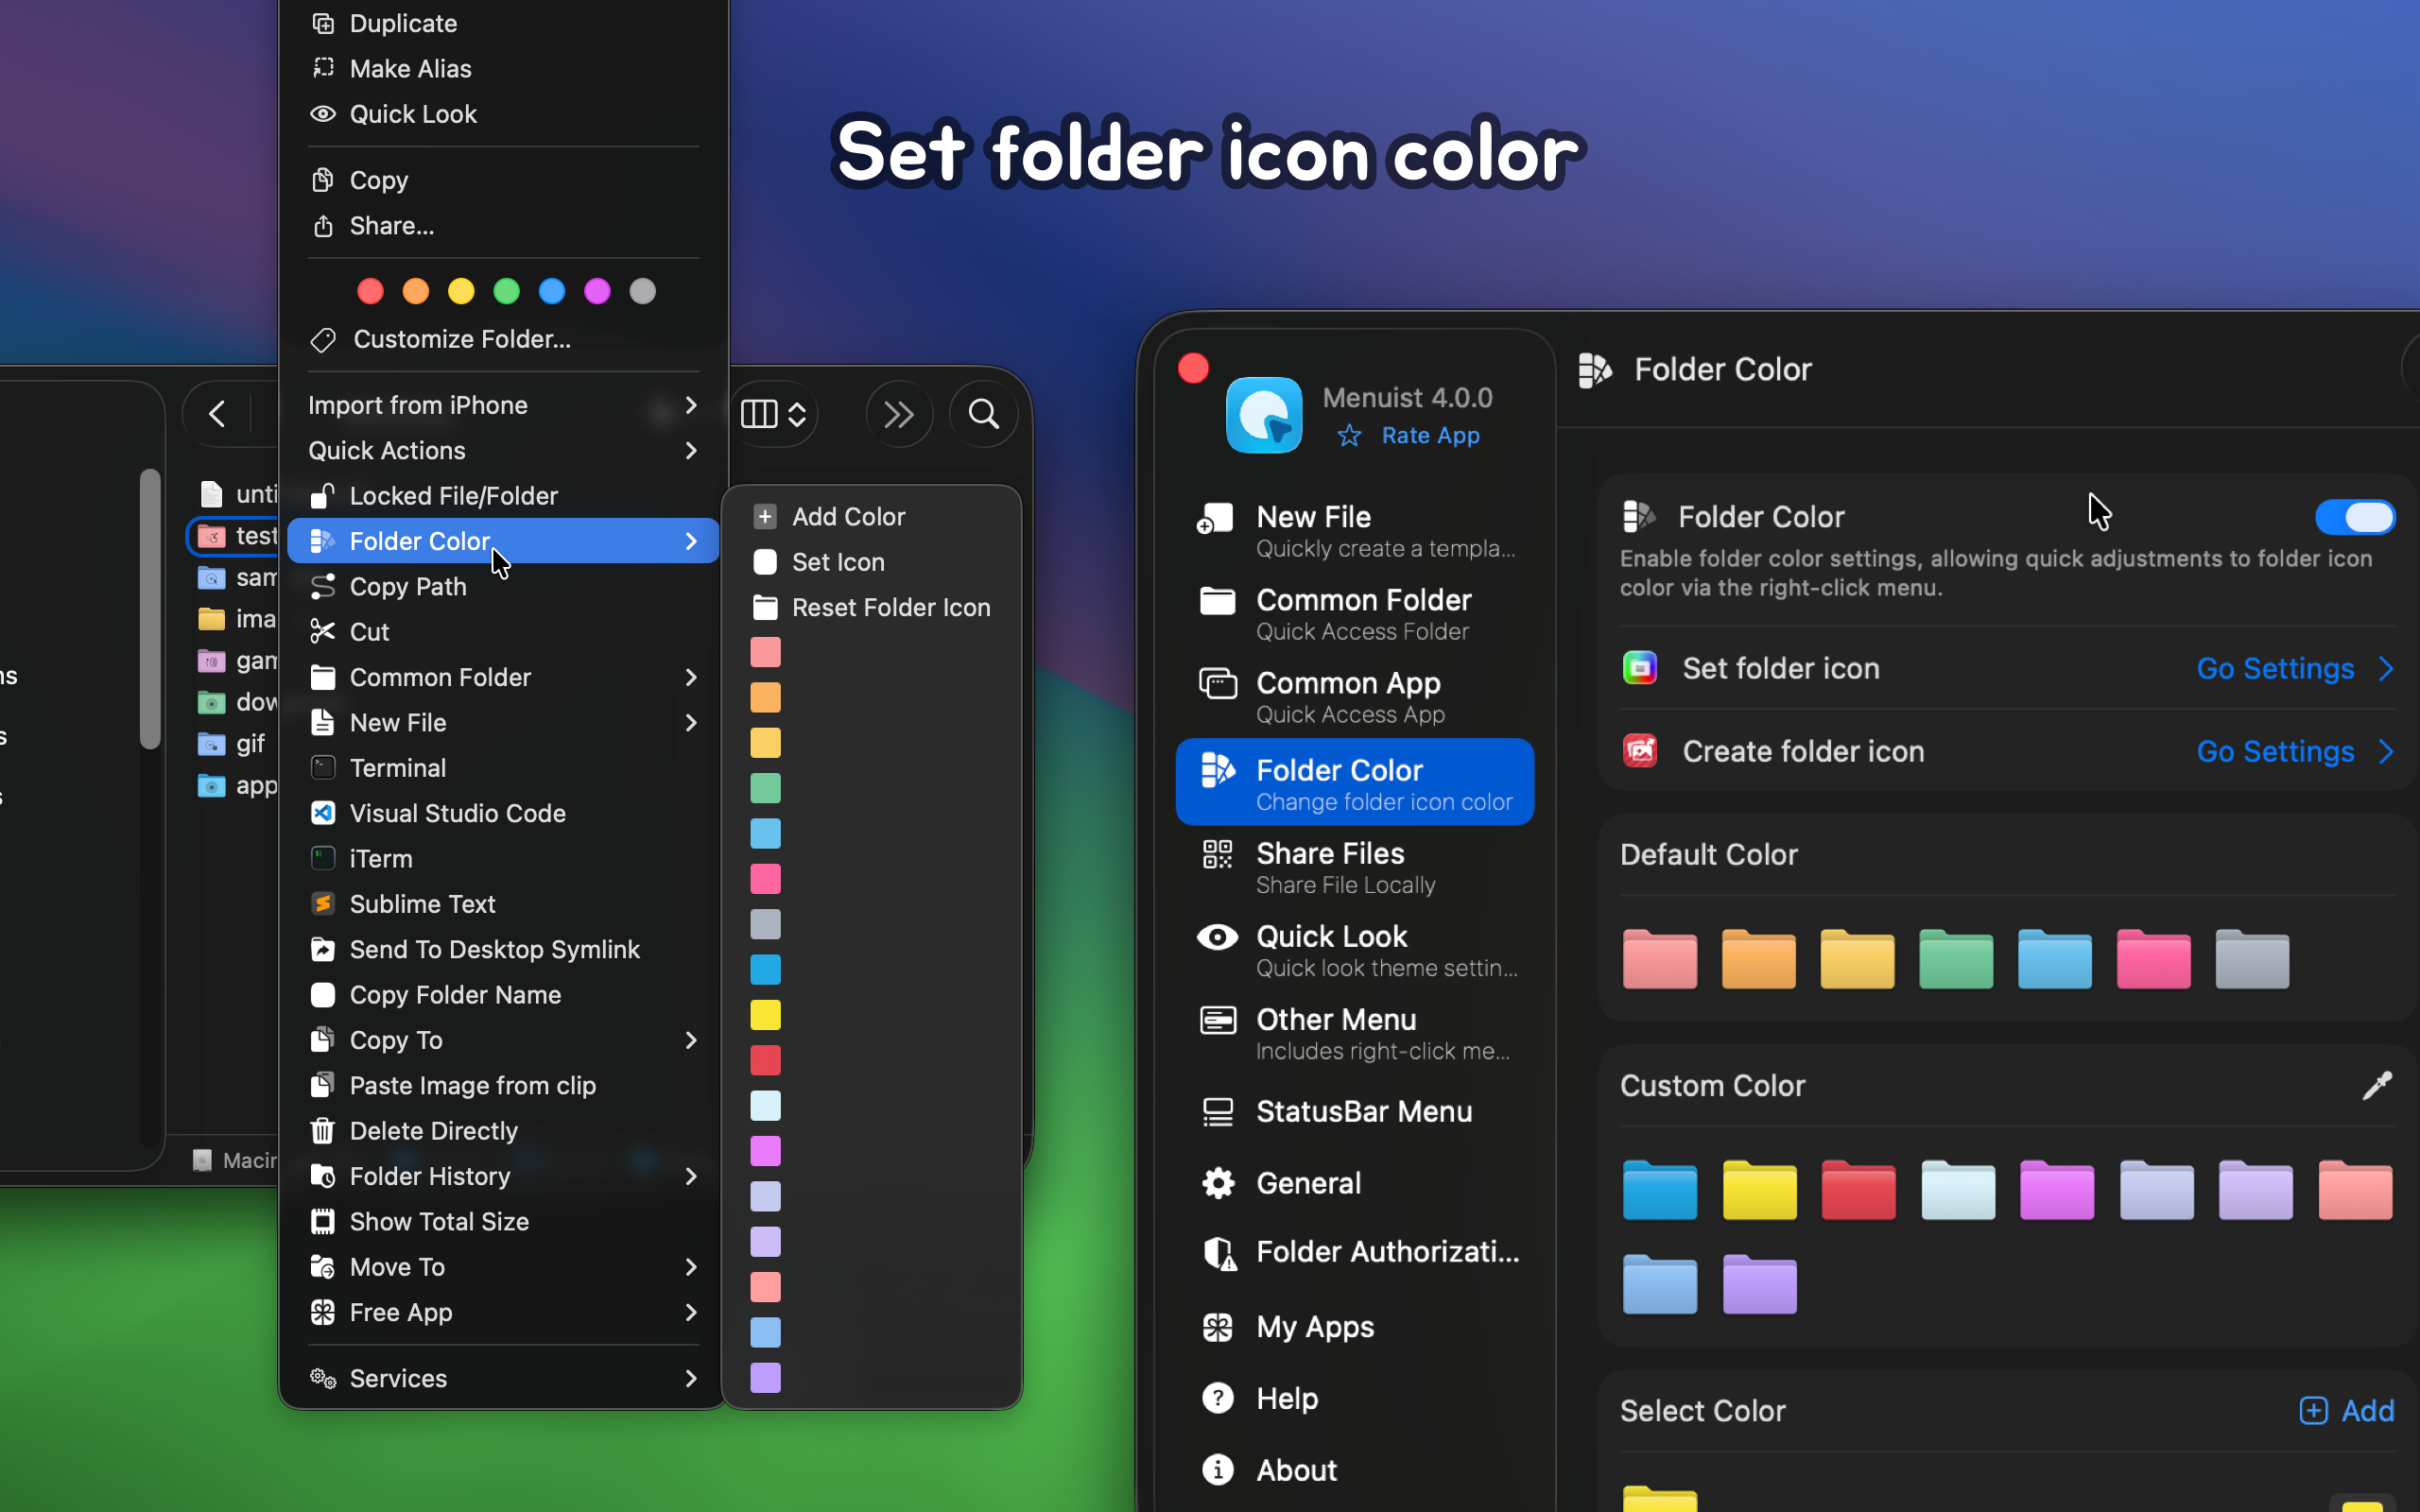 Set folder icon color
Duplicate
Make Alias
Quick Look
Copy
Share...
Customize Folder...
Import from iPhone
Quick Actions
Locked File/Folder
Folder Color
Copy Path
Cut
Common Folder
New File
Terminal
Visual Studio Code
iTerm
Sublime Text
Send To Desktop Symlink
Copy Folder Name
Copy To
Paste Image from clip
Delete Directly
Folder History
Show Total Size
Move To
Free App
Services
Add Color
Set Icon
Reset Folder Icon
unti
test
sam
ima
gam
dow
gif
app
Macin
Menuist 4.0.0
Rate App
New File
Quickly create a templa...
Common Folder
Quick Access Folder
Common App
Quick Access App
Folder Color
Change folder icon color
Share Files
Share File Locally
Quick Look
Quick look theme settin...
Other Menu
Includes right-click me...
StatusBar Menu
General
Folder Authorizati...
My Apps
Help
About
Folder Color
Folder Color
Enable folder color settings, allowing quick adjustments to folder icon
color via the right-click menu.
Set folder icon
Go Settings
Create folder icon
Go Settings
Default Color
Custom Color
Select Color
Add